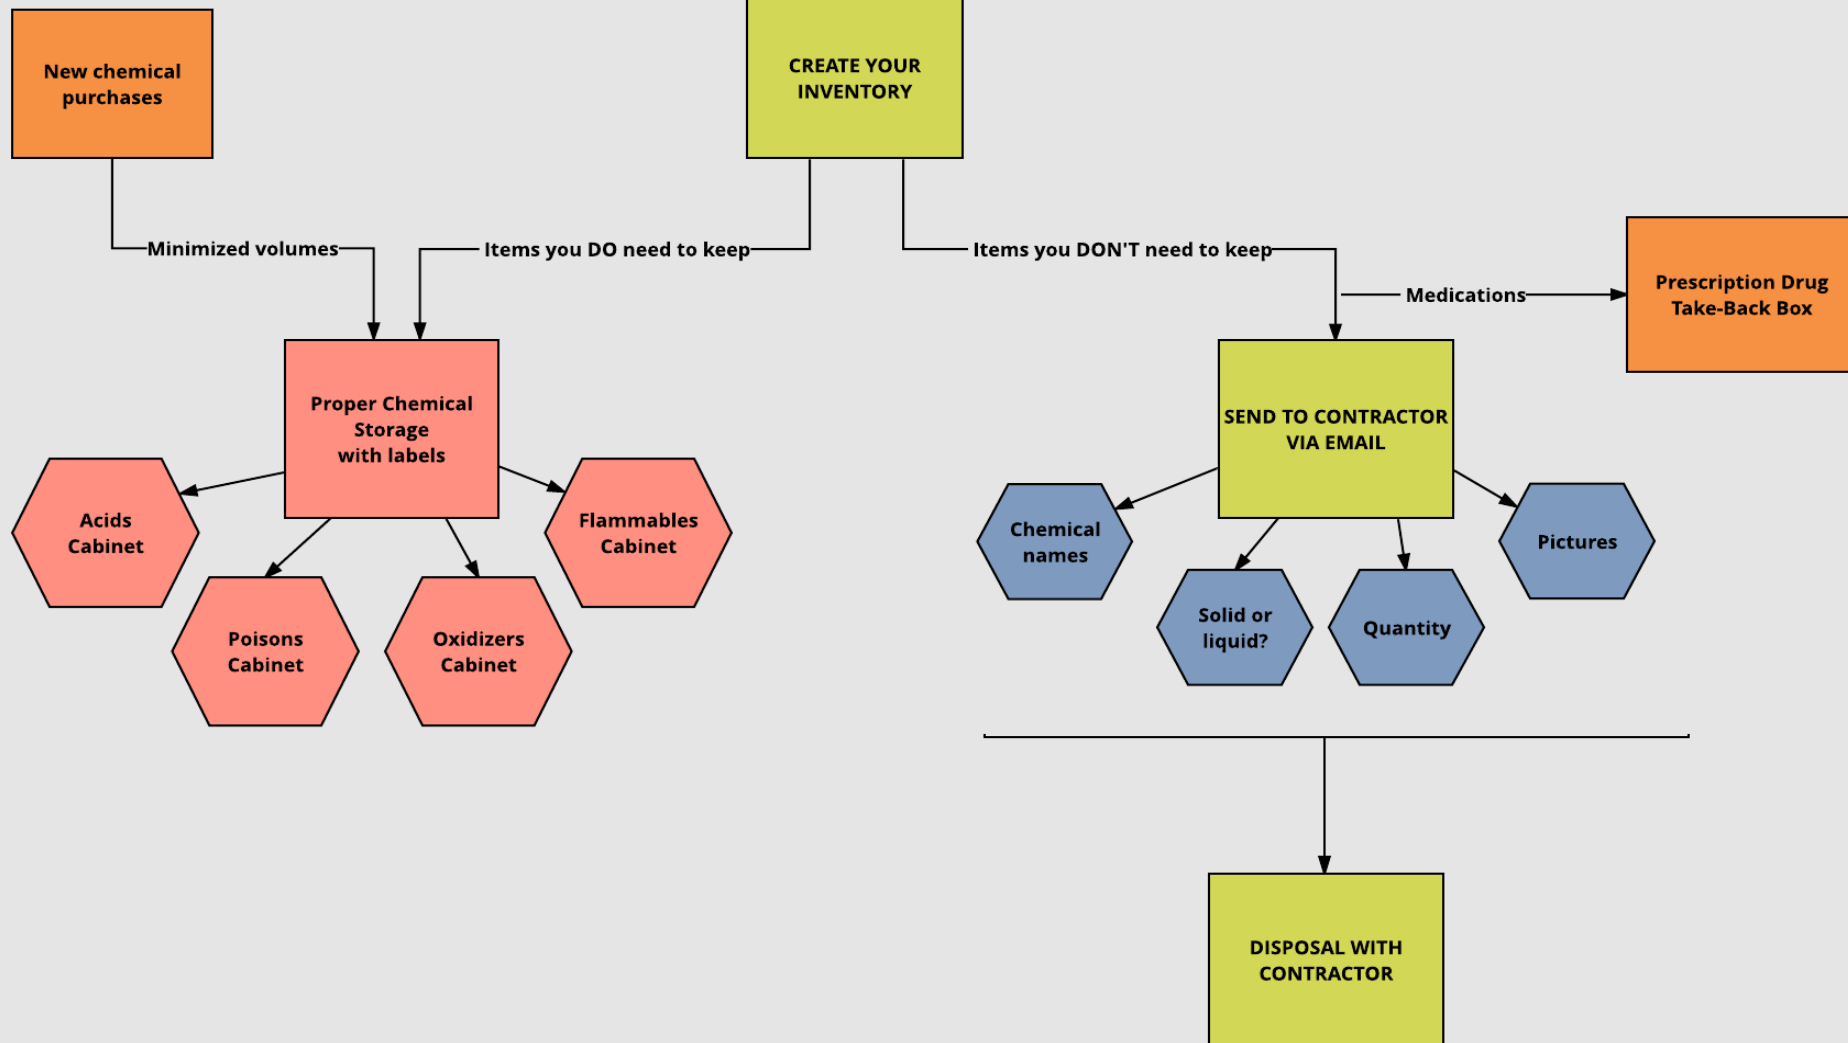 New chemical
purchases
CREATE YOUR
INVENTORY
Minimized volumes
Items you DO need to keep
Items you DON'T need to keep
Medications
Prescription Drug
Take-Back Box
Proper Chemical
Storage
with labels
SEND TO CONTRACTOR
VIA EMAIL
Acids
Cabinet
Poisons
Cabinet
Oxidizers
Cabinet
Flammables
Cabinet
Chemical
names
Solid or
liquid?
Quantity
Pictures
DISPOSAL WITH
CONTRACTOR